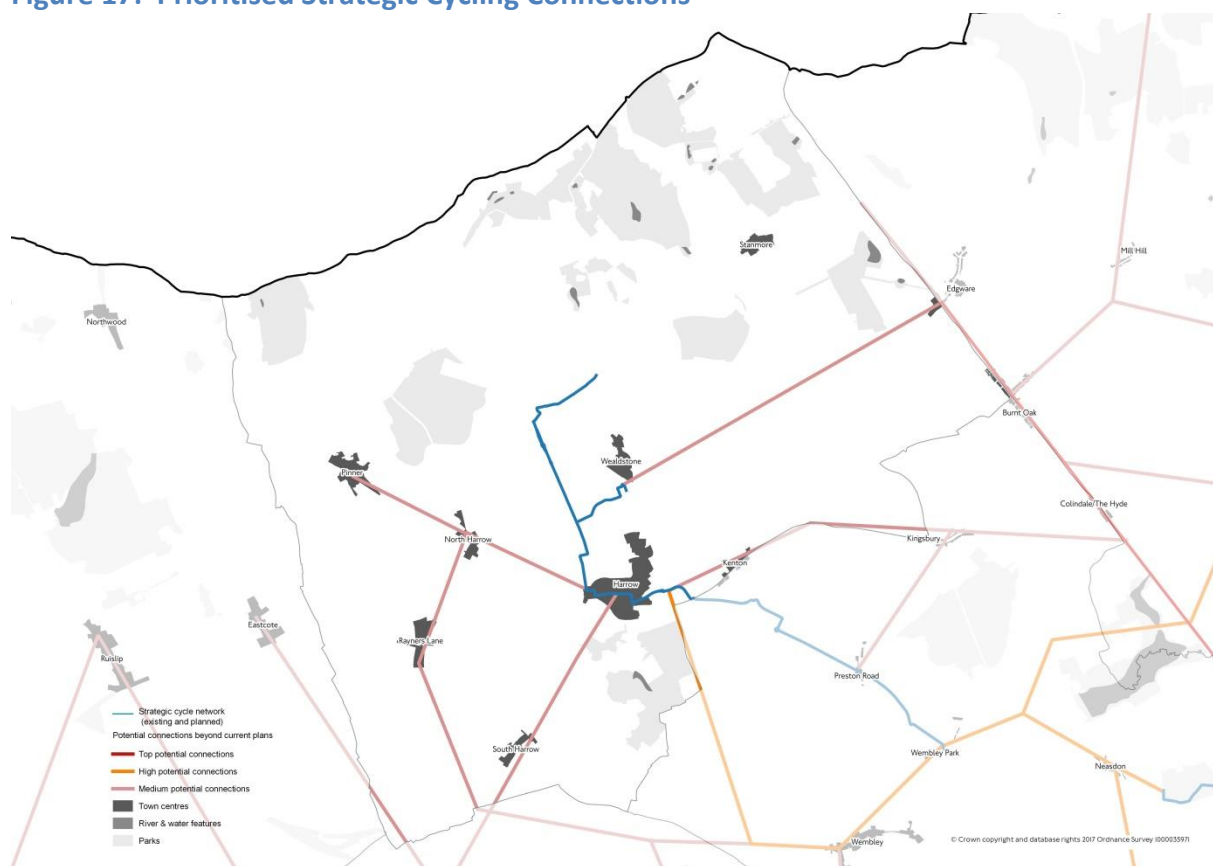 Figure 17: Prioritised Strategic Cycling Connections
Stanmore
Mill Hill
Edgware
Northwood
Burnt Oak
Wealdstone
Pinner
Colindale/The Hyde
North Harrow
Kingsbury
Kenton
Harrow
Eastcote
Rayners Lane
Ruislip
Preston Road
Strategic cycle network
(existing and planned)
Potential connections beyond current plans
Top potential connections
High potential connections
Medium potential connections
Town centres
River & water features
Parks
South Harrow
Wembley Park
Neasdon
Wembley
© Crown copyright and database rights 2017 Ordnance Survey 100035971